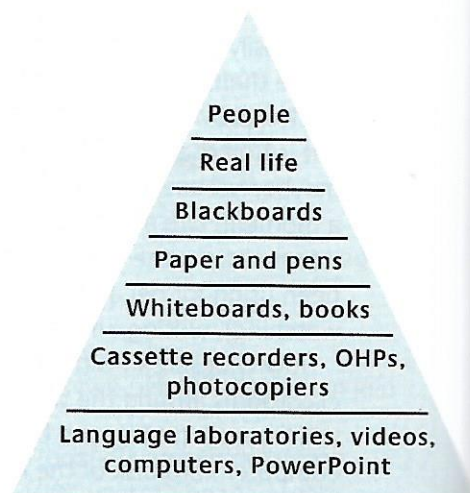 People
Real life
Blackboards
Paper and pens
Whiteboards, books
Cassette recorders, OHPs,
photocopiers
Language laboratories, videos,
computers, PowerPoint